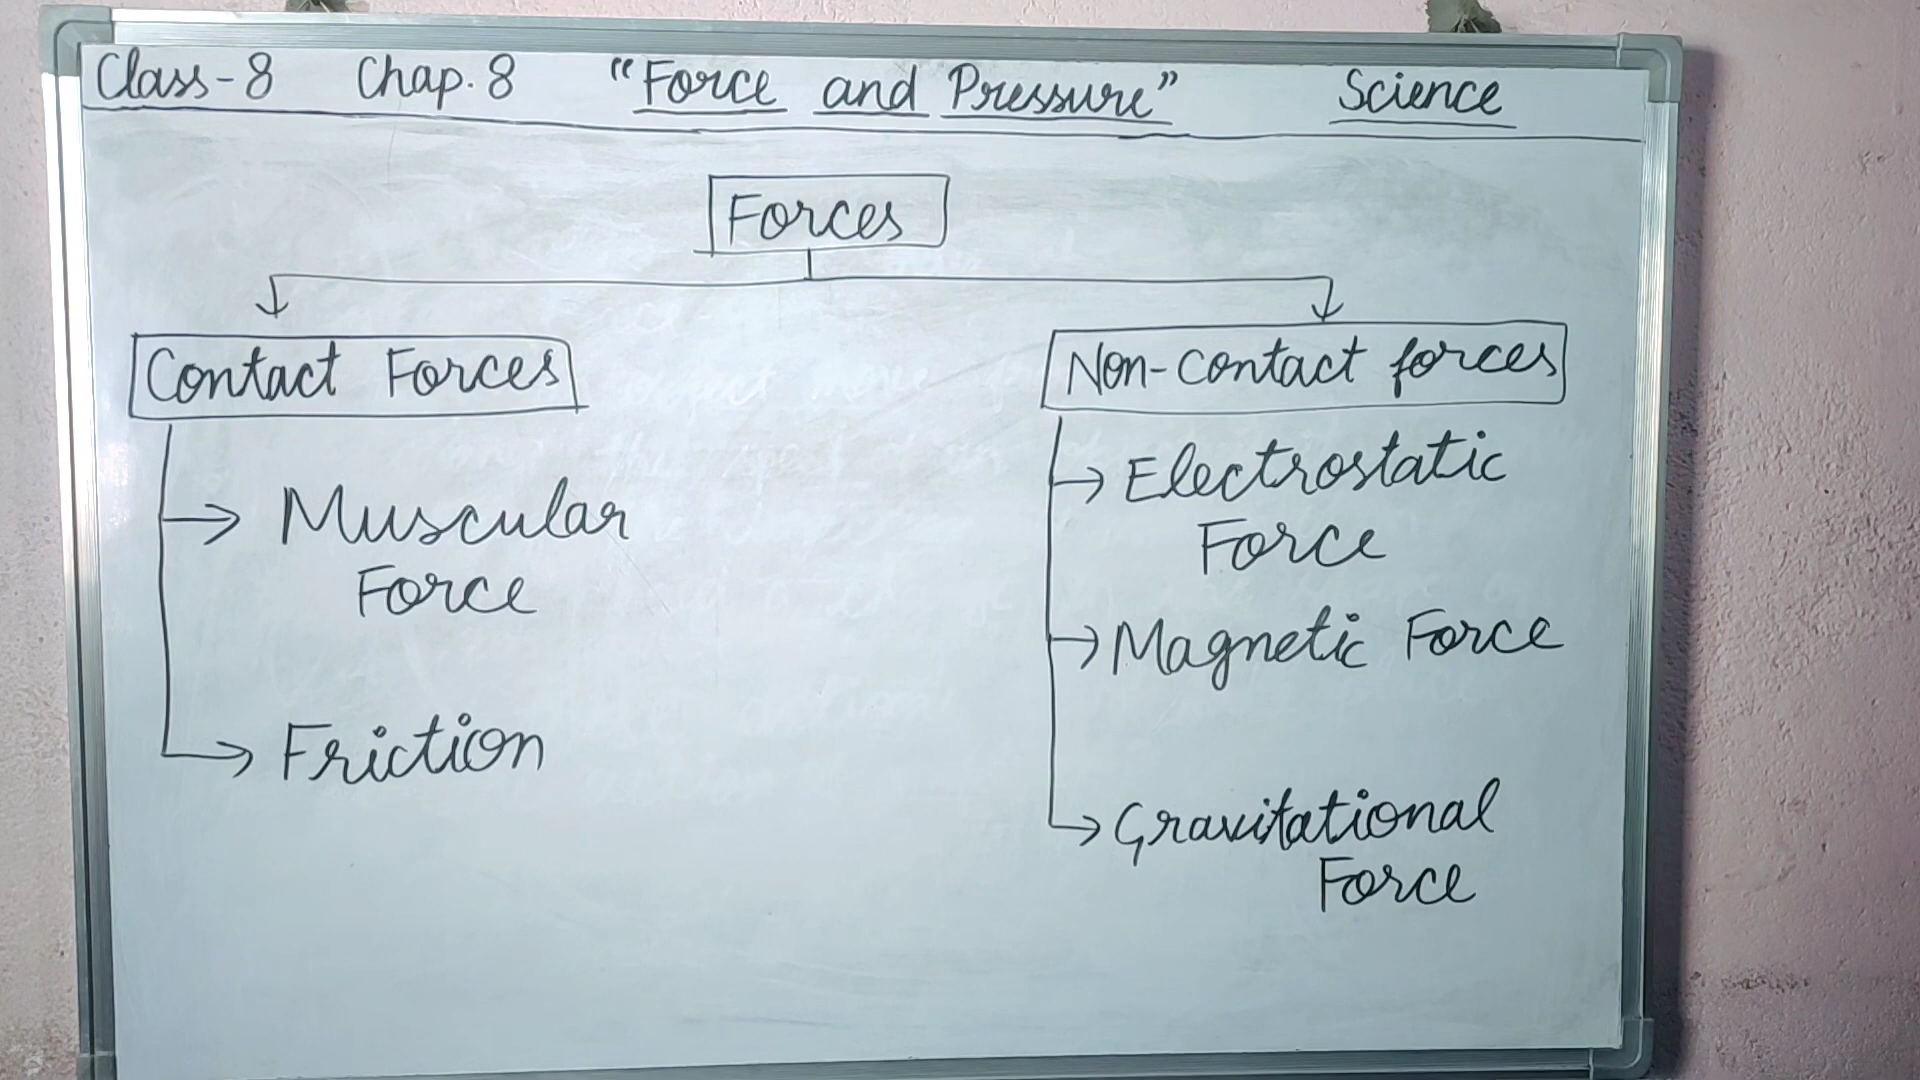 Class-8 Chap. 8 "Force and Pressure" Science
Forces
Contact Forces
Muscular
Force
Friction
Non-contact forces
Electrostatic
Force
Magnetic Force
Gravitational
Force